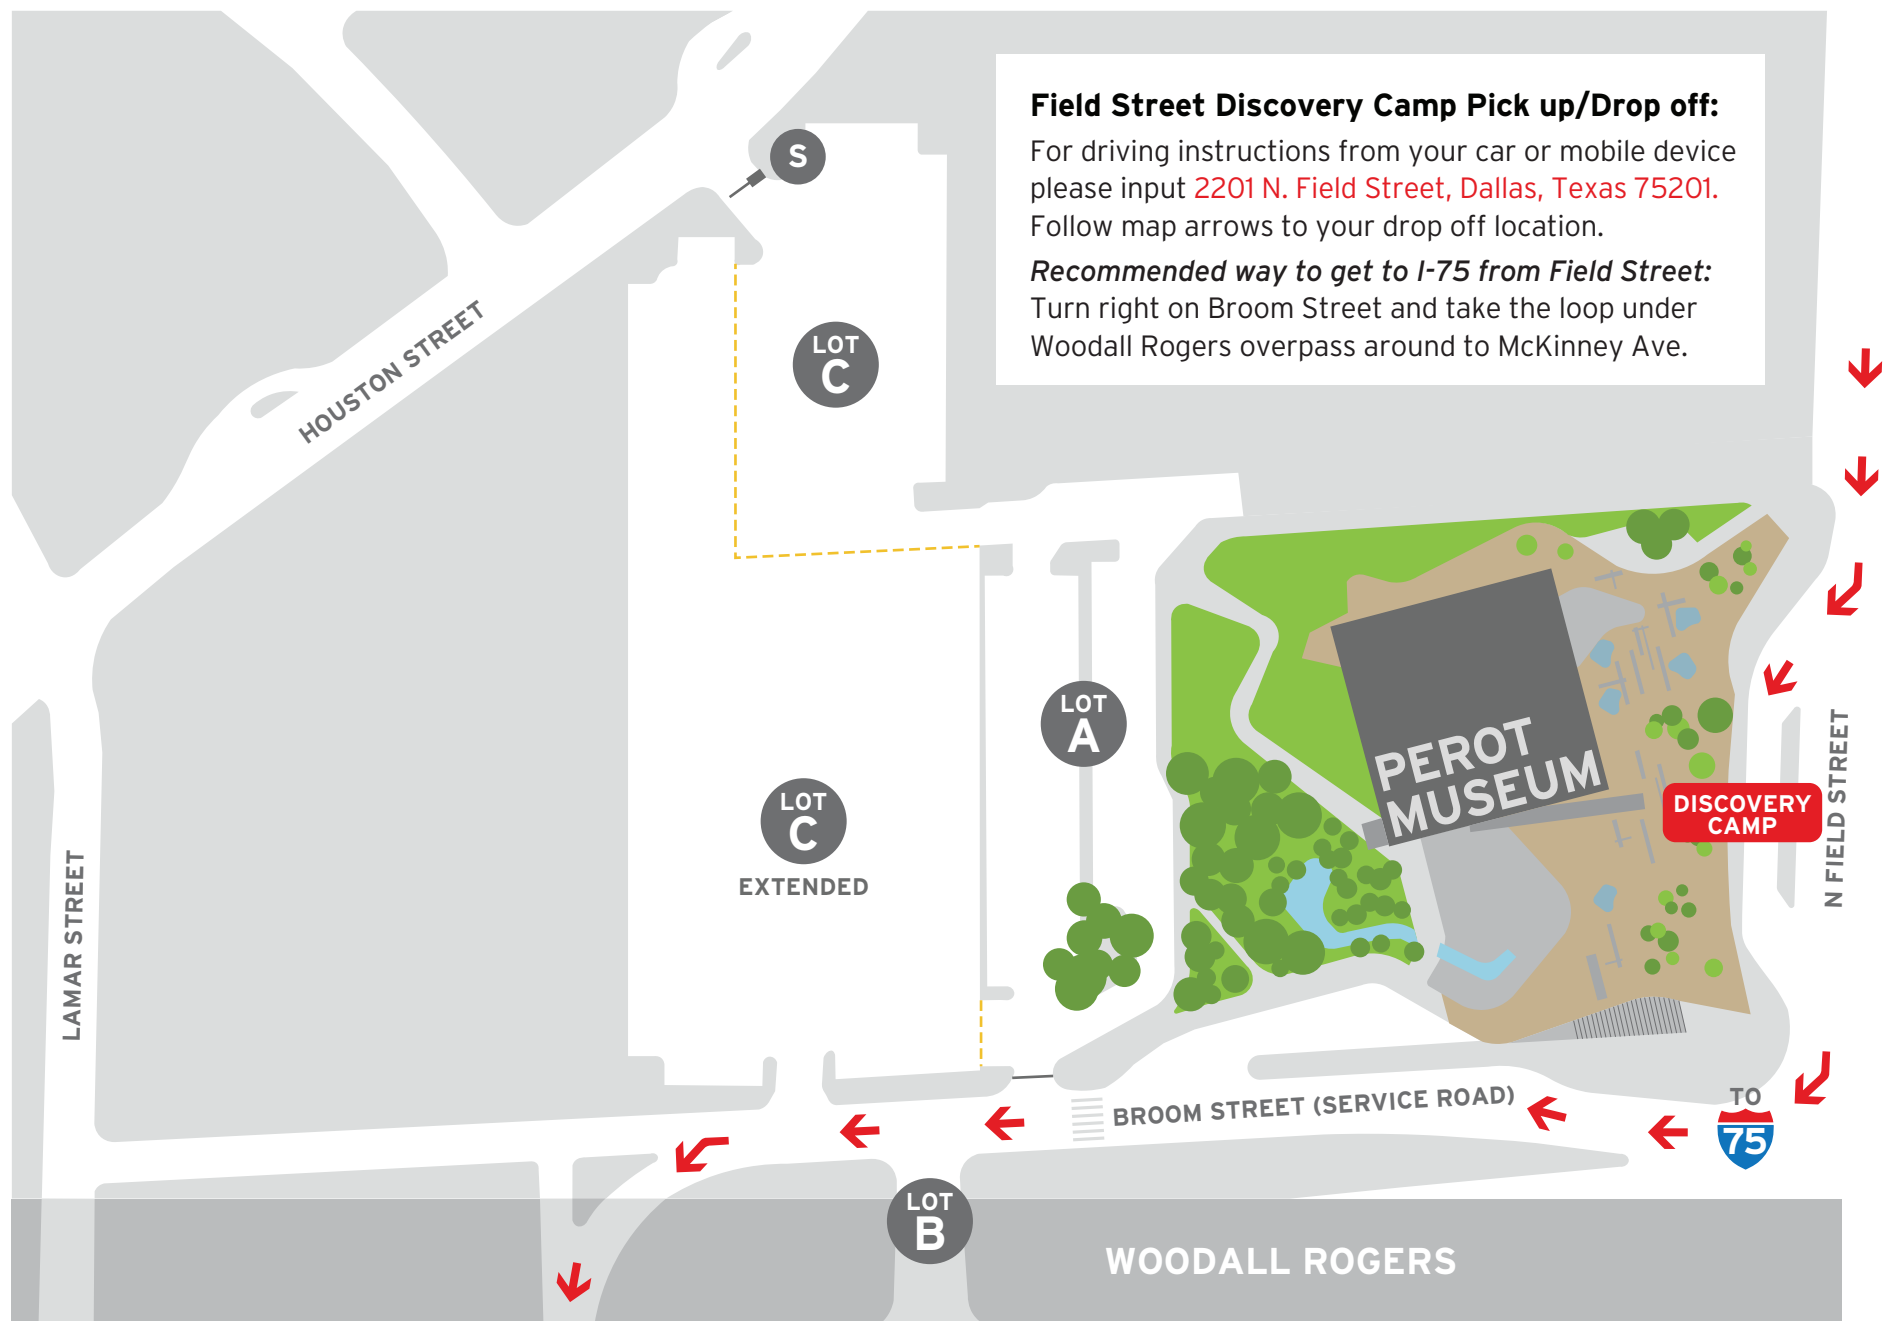 Field Street Discovery Camp Pick up/Drop off:
For driving instructions from your car or mobile device
please input 2201 N. Field Street, Dallas, Texas 75201.
Follow map arrows to your drop off location.
Recommended way to get to I-75 from Field Street:
Turn right on Broom Street and take the loop under
Woodall Rogers overpass around to McKinney Ave.
S
HOUSTON STREET
LOT
C
LOT
A
PEROT
MUSEUM
DISCOVERY
CAMP
N FIELD STREET
LOT
C
EXTENDED
LAMAR STREET
BROOM STREET (SERVICE ROAD)
TO
75
LOT
B
WOODALL ROGERS